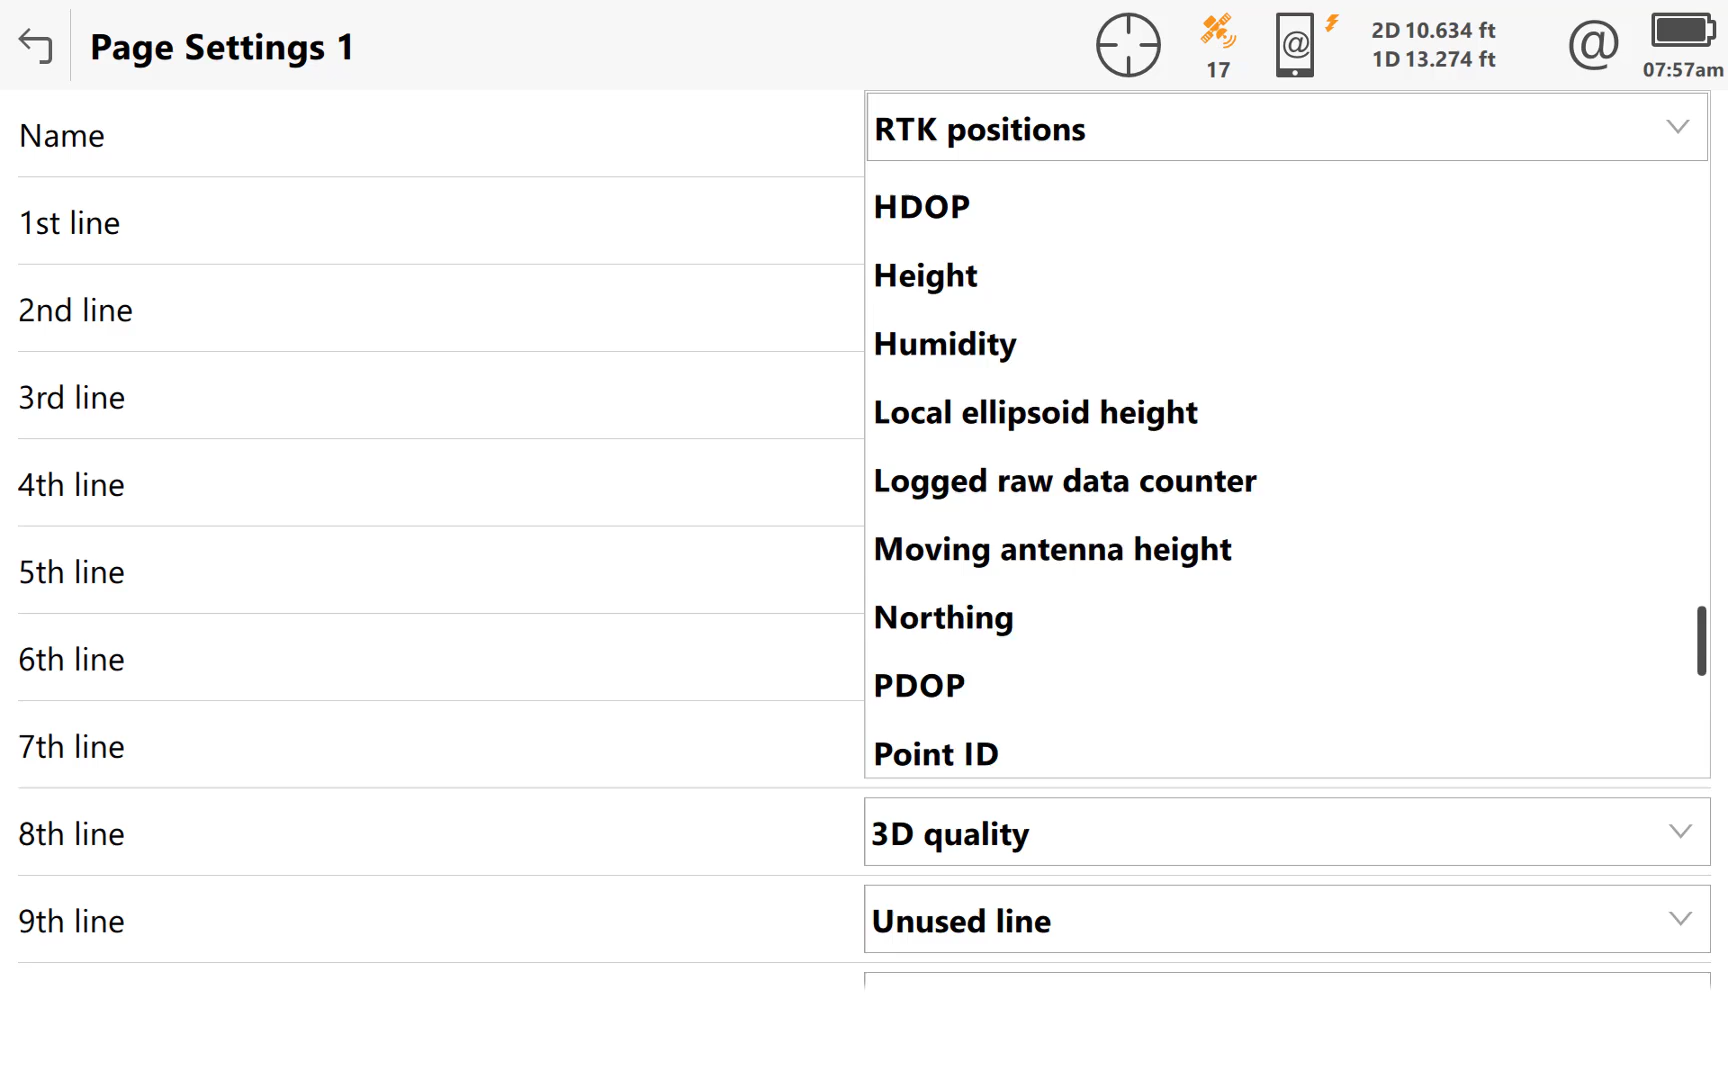 Page Settings 1
17
@
2D 10.634 ft
1D 13.274 ft
@
07:57am
Name
RTK positions
HDOP
1st line
Height
2nd line
Humidity
3rd line
Local ellipsoid height
4th line
Logged raw data counter
5th line
Moving antenna height
6th line
Northing
PDOP
7th line
Point ID
8th line
3D quality
9th line
Unused line